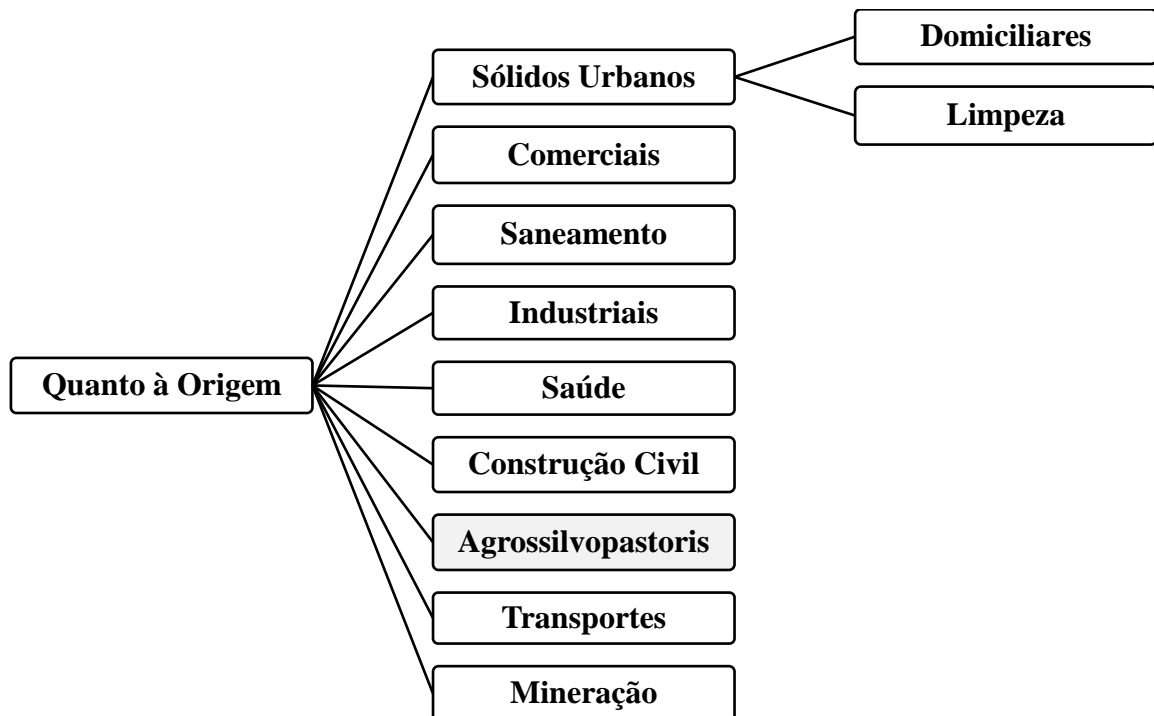 Quanto à Origem
Sólidos Urbanos
Domiciliares
Limpeza
Comerciais
Saneamento
Industriais
Saúde
Construção Civil
Agrossilvopastoris
Transportes
Mineração